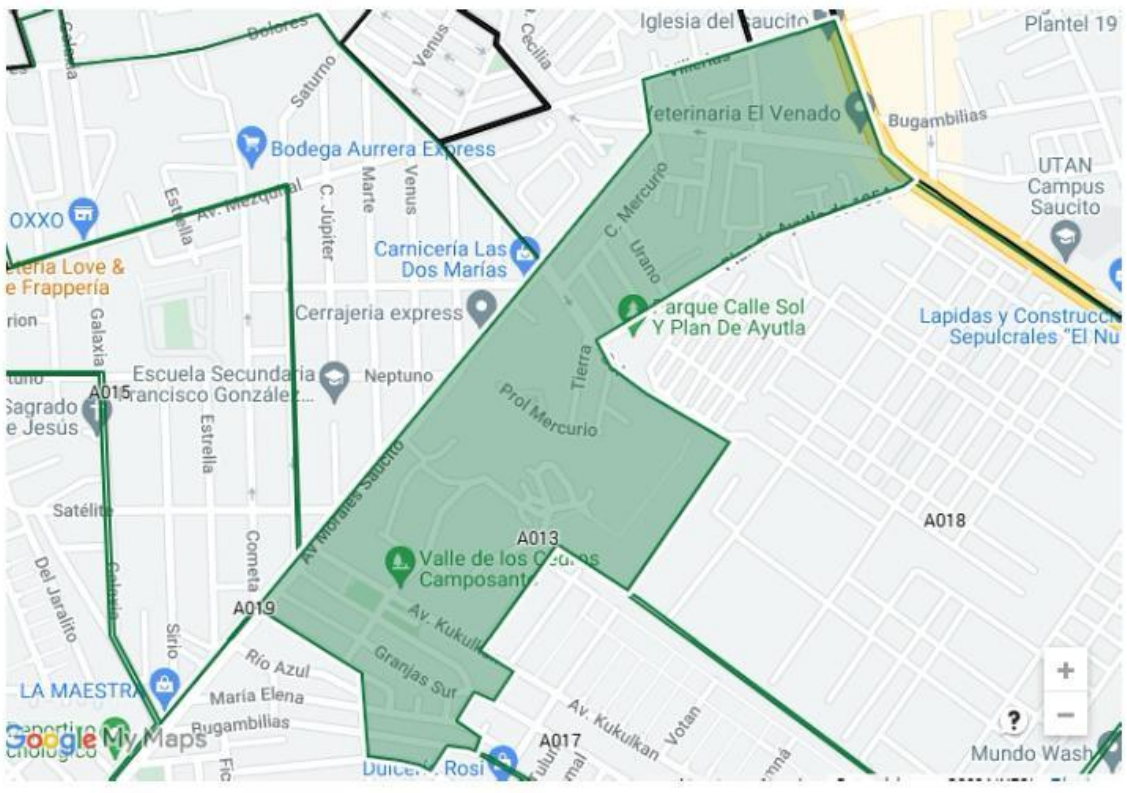 Iglesia del saucito
Plantel 19
Dolores
Venus
Cecilia
Saturno
Veterinaria El Venado
Bugambilias
Bodega Aurrera Express
UTAN
Campus
Saucito
Estrella
Av. Mezquital
C. Júpiter
Marte
Venus
C. Mercurio
OXXO
Urano
Carnicería Las
Dos Marías
Love &
e Frappería
Parque Calle Sol
Y Plan De Ayutla
Cerrajeria express
Lapidas y Construcci
Sepulcrales "El Nu
rion
Galaxia
Tierra
Escuela Secundaria
Francisco González...
Neptuno
A015
Sagrado
e Jesús
Prol Mercurio
Estrella
Av Morales Saucito
Satélite
A018
A013
Cometa
Valle de los Cedros
Camposanto
Del Jaralito
Galaxia
A019
Av. Kukulkan
Sirio
Río Azul
Granjas Sur
LA MAESTRA
María Elena
Av. Kukulkan
Votan
Bugambilias
Google My Maps
A017
Mundo Wash
Rosi
+
−
?